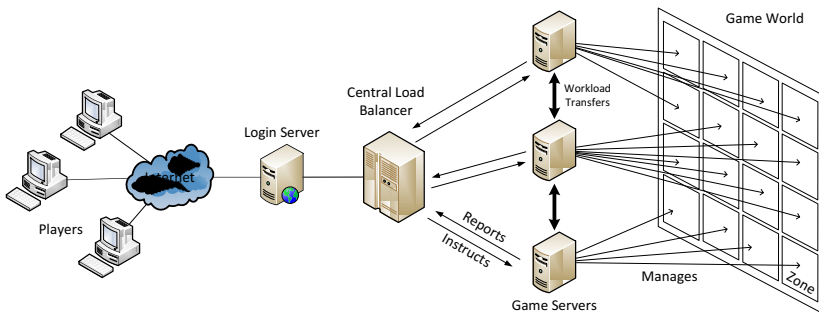 Game World
Central Load
Balancer
Workload
Transfers
Login Server
Internet
Players
Reports
Instructs
Manages
Zone
Game Servers